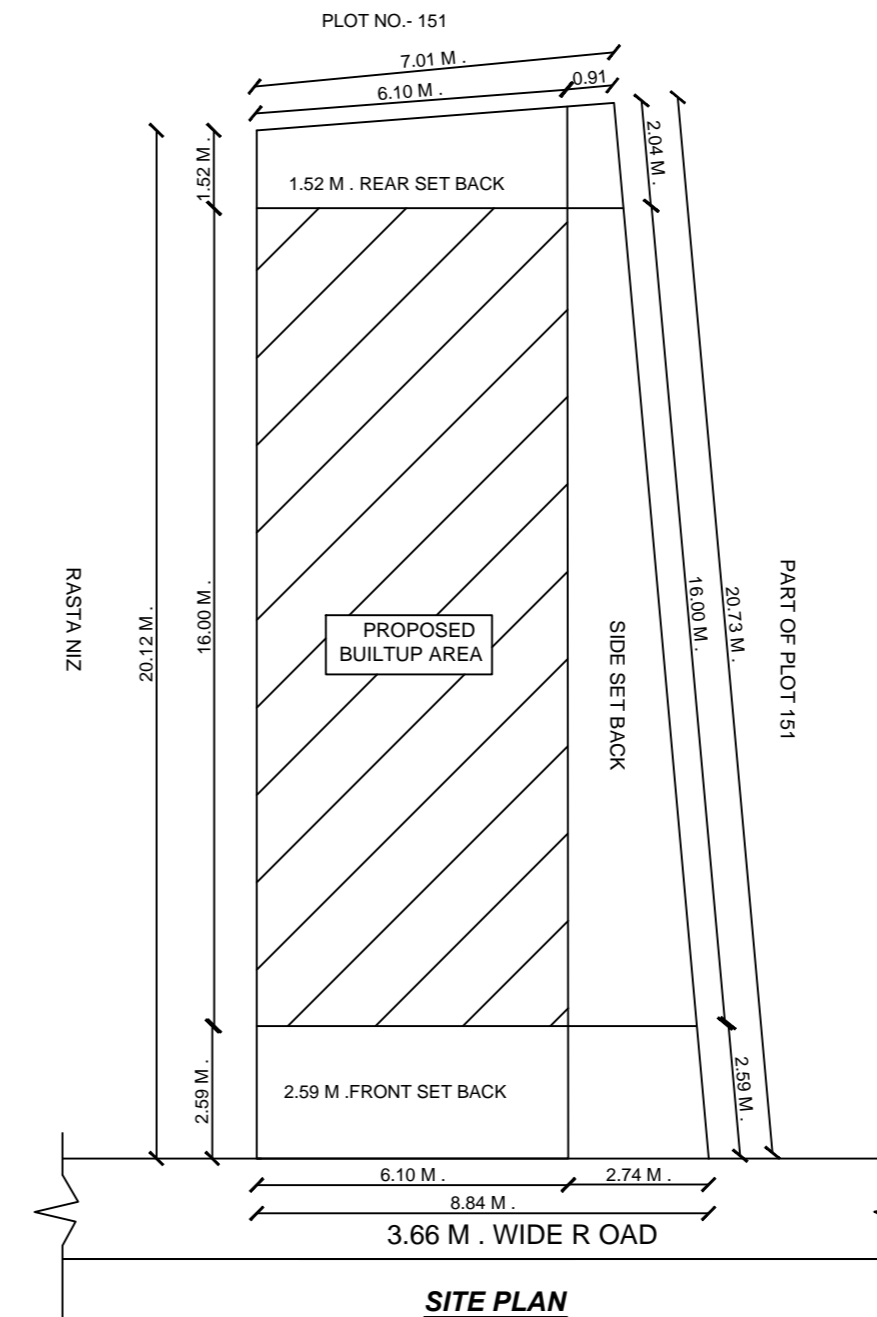 PLOT NO.- 151
7.01 M .
6.10 M .
0.91
2.04 M .
1.52 M .
1.52 M . REAR SET BACK
RASTA NIZ
20.12 M .
16.00 M .
PROPOSED
BUILTUP AREA
SIDE SET BACK
16.00 M .
20.73 M .
PART OF PLOT 151
2.59 M .
2.59 M .FRONT SET BACK
2.59 M .
6.10 M .
2.74 M .
8.84 M .
3.66 M . WIDE R OAD
SITE PLAN